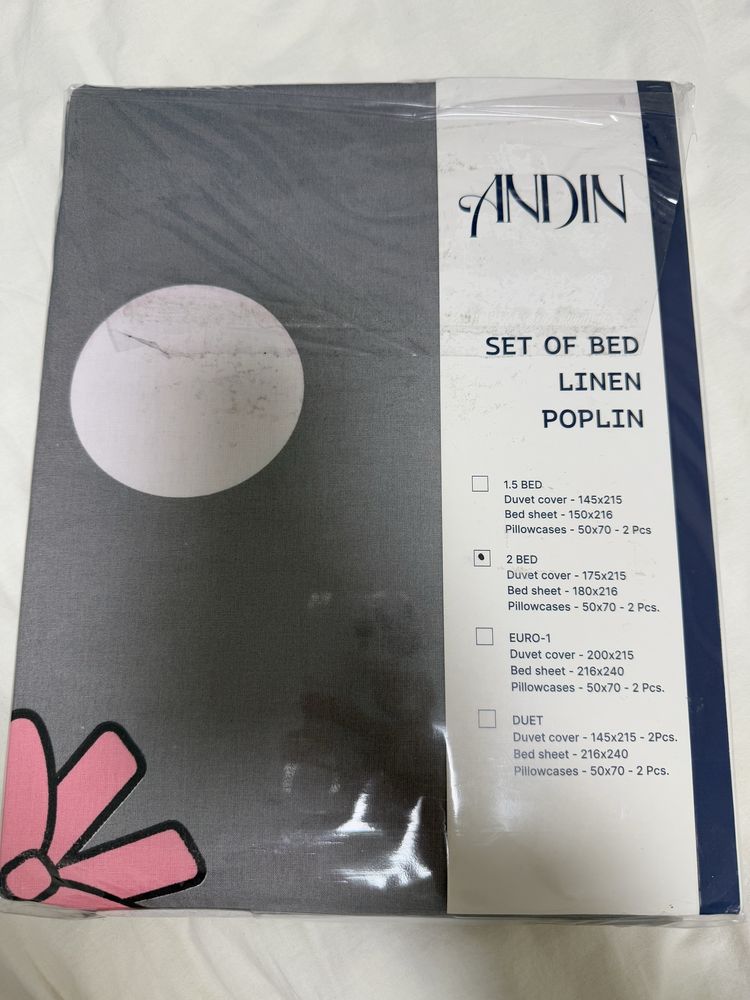 ANDIN
SET OF BED
LINEN
POPLIN
1.5 BED
Duvet cover - 145x215
Bed sheet - 150x216
Pillowcases - 50x70 - 2 Pcs
2 BED
Duvet cover - 175x215
Bed sheet - 180x216
Pillowcases - 50x70 - 2 Pcs.
EURO-1
Duvet cover - 200x215
Bed sheet - 216x240
Pillowcases - 50x70 - 2 Pcs.
DUET
Duvet cover - 145x215 - 2Pcs.
Bed sheet - 216x240
Pillowcases - 50x70 - 2 Pcs.